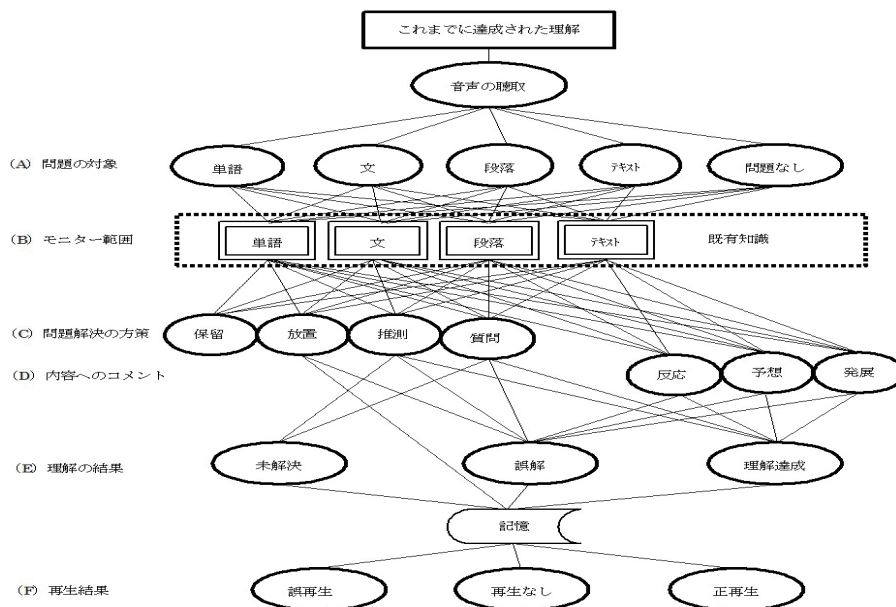 これまでに達成された理解
音声の聴取
(A) 問題の対象
単語 文 段落 テキスト 問題なし
(B) モニター範囲
単語 文 段落 テキスト 既有知識
(C) 問題解決の方策
保留 放置 推測 質問
(D) 内容へのコメント
反応 予想 発展
(E) 理解の結果
未解決 誤解 理解達成
記憶
(F) 再生結果
誤再生 再生なし 正再生